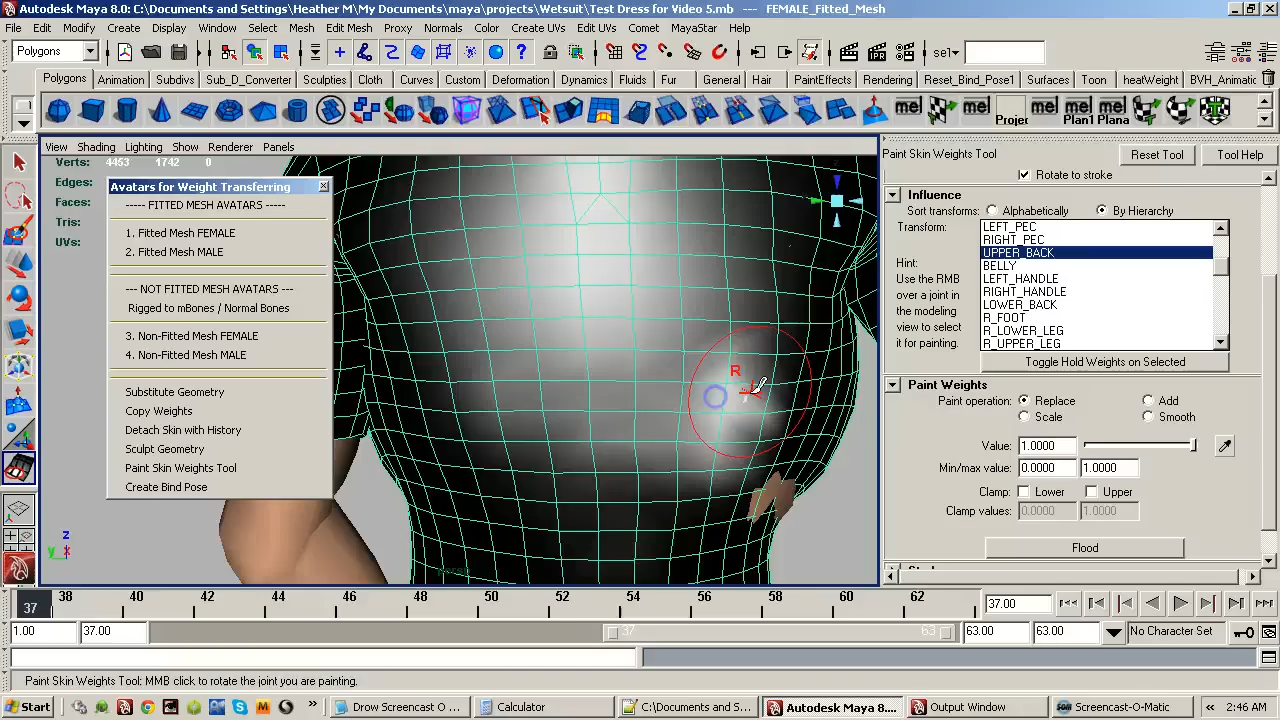 Autodesk Maya 8.0: C:\Documents and Settings\Heather M\My Documents\maya\projects\Wetsuit\Test Dress for Video 5.mb --- FEMALE_Fitted_Mesh
File Edit Modify Create Display Window Select Mesh Edit Mesh Proxy Normals Color Create UVs Edit UVs Comet MayaStar Help
Polygons sel
Polygons Animation Subdivs Sub_D_Converter Sculpties Cloth Curves Custom Deformation Dynamics Fluids Fur General Hair PaintEffects Rendering Reset_Bind_Pose1 Surfaces Toon heatWeight BVH_Animatic
mel mel Projec mel mel Plan1 mel Plana
View Shading Lighting Show Renderer Panels
Verts: 4453 1742 0
Edges:
Faces:
Tris:
UVs:
Avatars for Weight Transferring
----- FITTED MESH AVATARS -----
1. Fitted Mesh FEMALE
2. Fitted Mesh MALE
--- NOT FITTED MESH AVATARS ---
Rigged to mBones / Normal Bones
3. Non-Fitted Mesh FEMALE
4. Non-Fitted Mesh MALE
Substitute Geometry
Copy Weights
Detach Skin with History
Sculpt Geometry
Paint Skin Weights Tool
Create Bind Pose
R
z
y x
persp
Paint Skin Weights Tool Reset Tool Tool Help
Rotate to stroke
Influence
Sort transforms: Alphabetically By Hierarchy
Transform:
LEFT_PEC
RIGHT_PEC
UPPER_BACK
BELLY
LEFT_HANDLE
RIGHT_HANDLE
LOWER_BACK
R_FOOT
R_LOWER_LEG
R_UPPER_LEG
Hint:
Use the RMB
over a joint in
the modeling
view to select
it for painting.
Toggle Hold Weights on Selected
Paint Weights
Paint operation: Replace Add
Scale Smooth
Value: 1.0000
Min/max value: 0.0000 1.0000
Clamp: Lower Upper
Clamp values: 0.0000 1.0000
Flood
37 38 40 42 44 46 48 50 52 54 56 58 60 62 37.00
1.00 37.00 37 63 63.00 63.00 No Character Set
Paint Skin Weights Tool: MMB click to rotate the joint you are painting.
Start Drow Screencast O ... Calculator C:\Documents and S... Autodesk Maya 8.... Output Window Screencast-O-Matic 2:46 AM